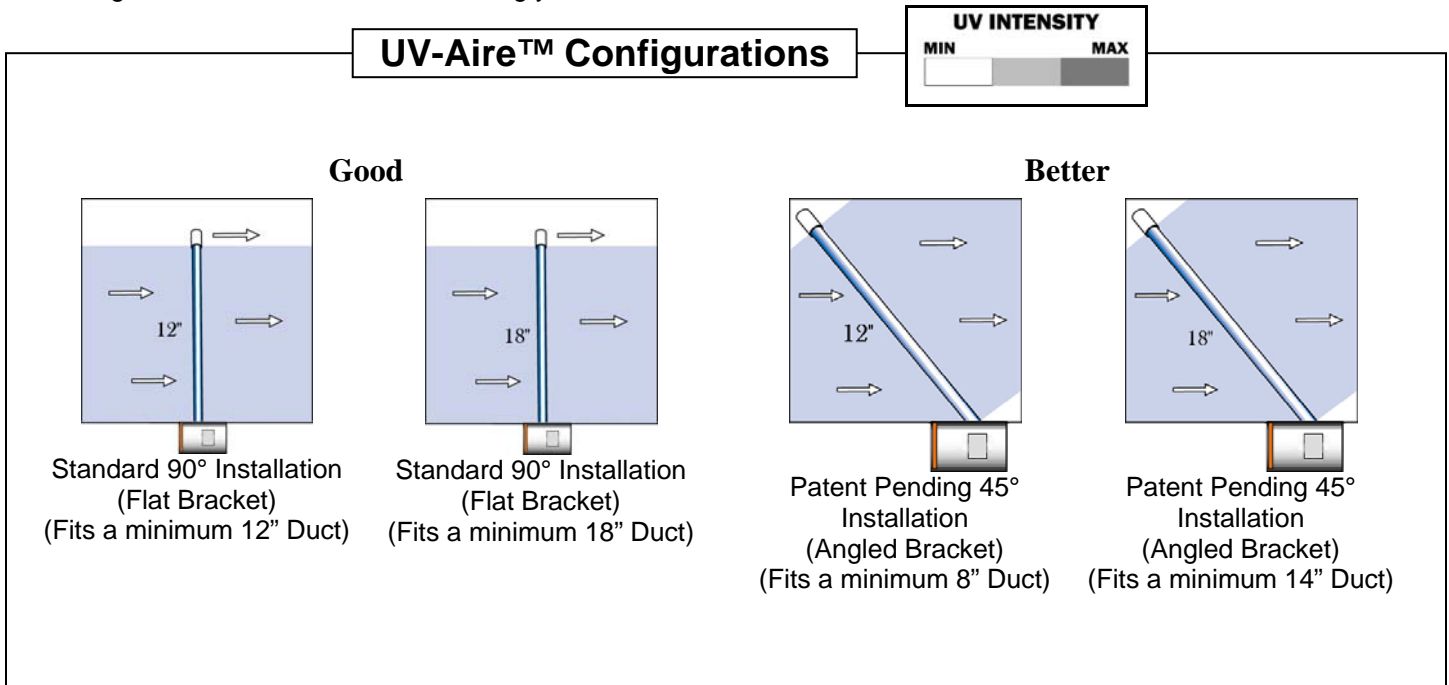 UV-Aire™ Configurations
UV INTENSITY
MIN MAX
Good
Better
12"
18"
12"
18"
Standard 90° Installation
(Flat Bracket)
(Fits a minimum 12” Duct)
Standard 90° Installation
(Flat Bracket)
(Fits a minimum 18” Duct)
Patent Pending 45°
Installation
(Angled Bracket)
(Fits a minimum 8” Duct)
Patent Pending 45°
Installation
(Angled Bracket)
(Fits a minimum 14” Duct)